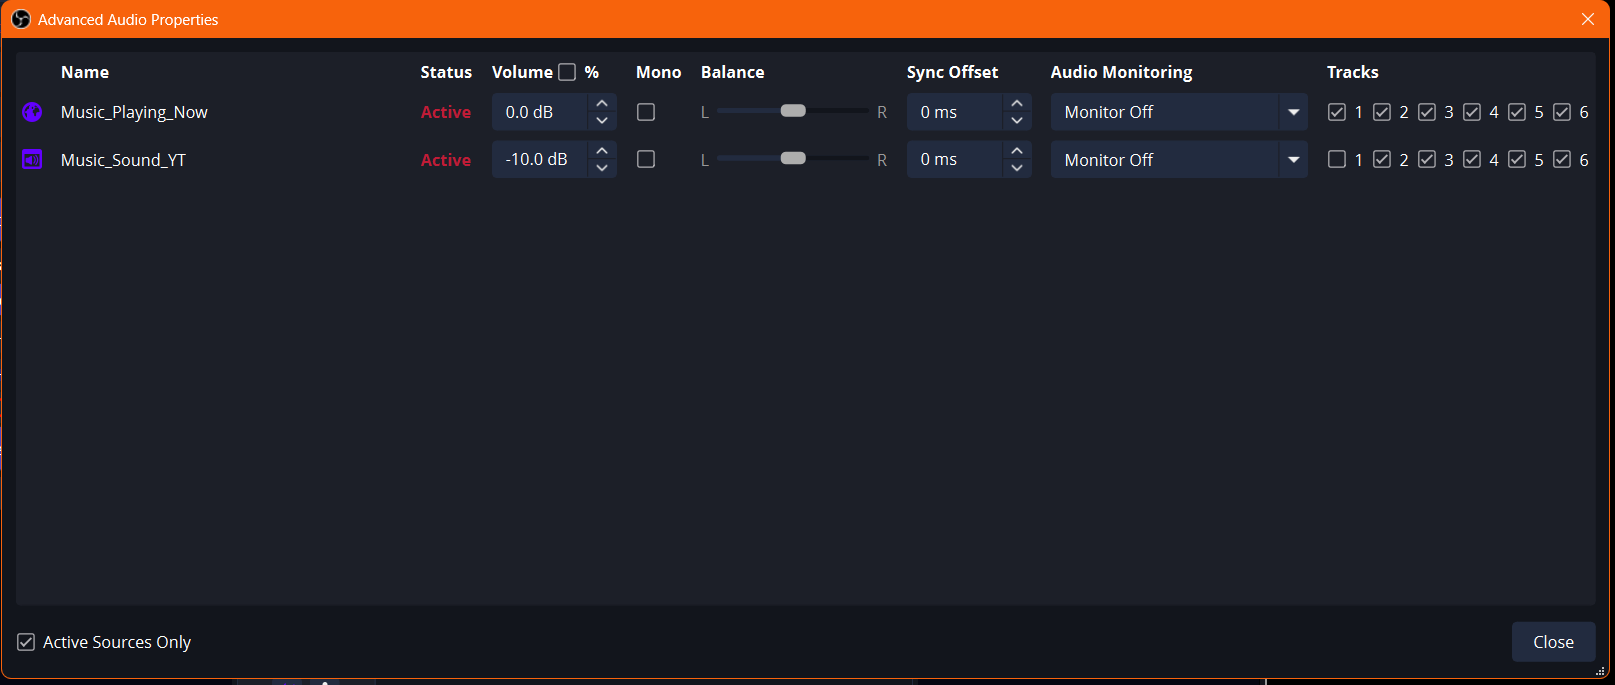 Advanced Audio Properties
Name Status Volume % Mono Balance Sync Offset Audio Monitoring Tracks
Music_Playing_Now Active 0.0 dB L R 0 ms Monitor Off 1 2 3 4 5 6
Music_Sound_YT Active -10.0 dB L R 0 ms Monitor Off 1 2 3 4 5 6
Active Sources Only Close